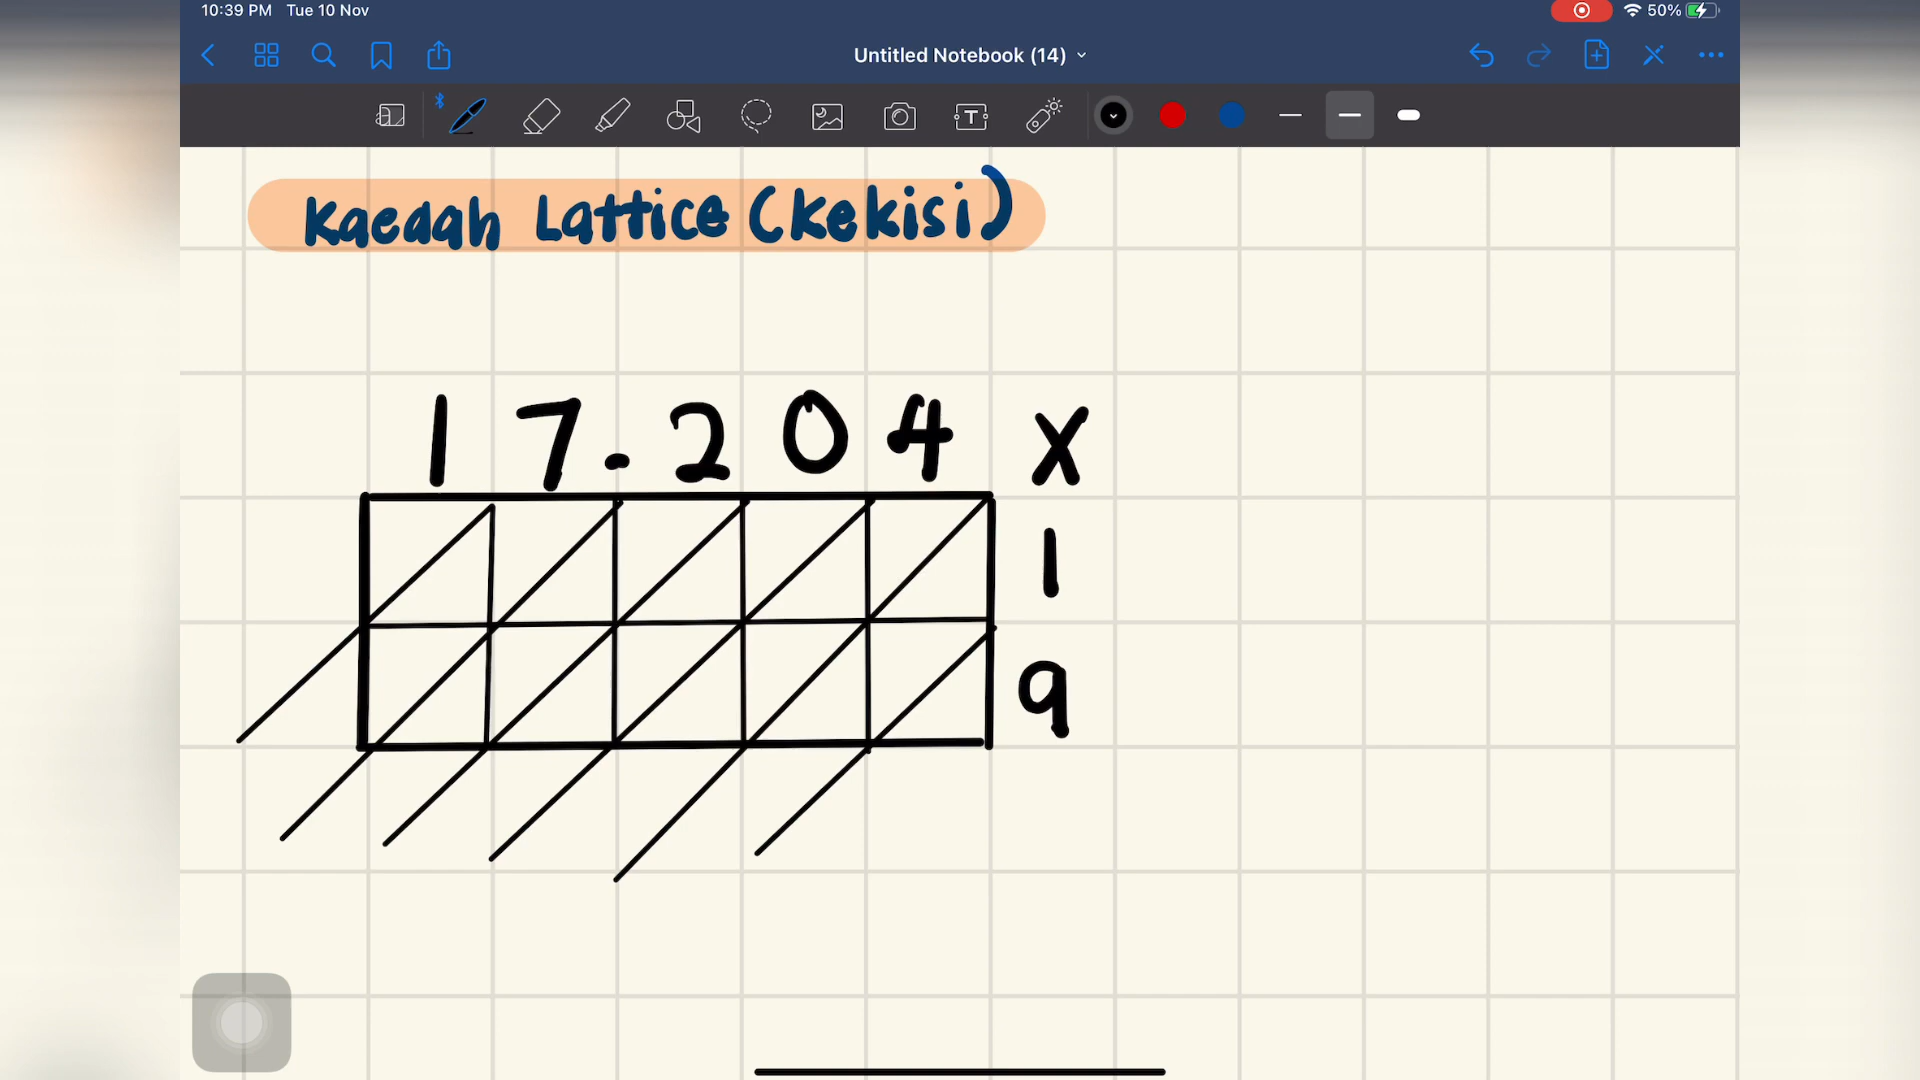 10:39 PM Tue 10 Nov
50%
Untitled Notebook (14)
T
Kaedah Lattice (Kekisi)
17.204 x
1
9